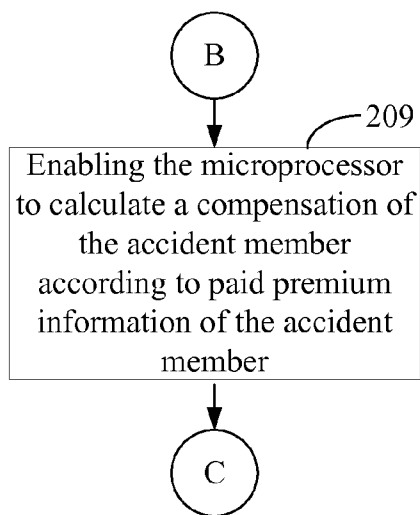 B
209
Enabling the microprocessor
to calculate a compensation of
the accident member
according to paid premium
information of the accident
member
C